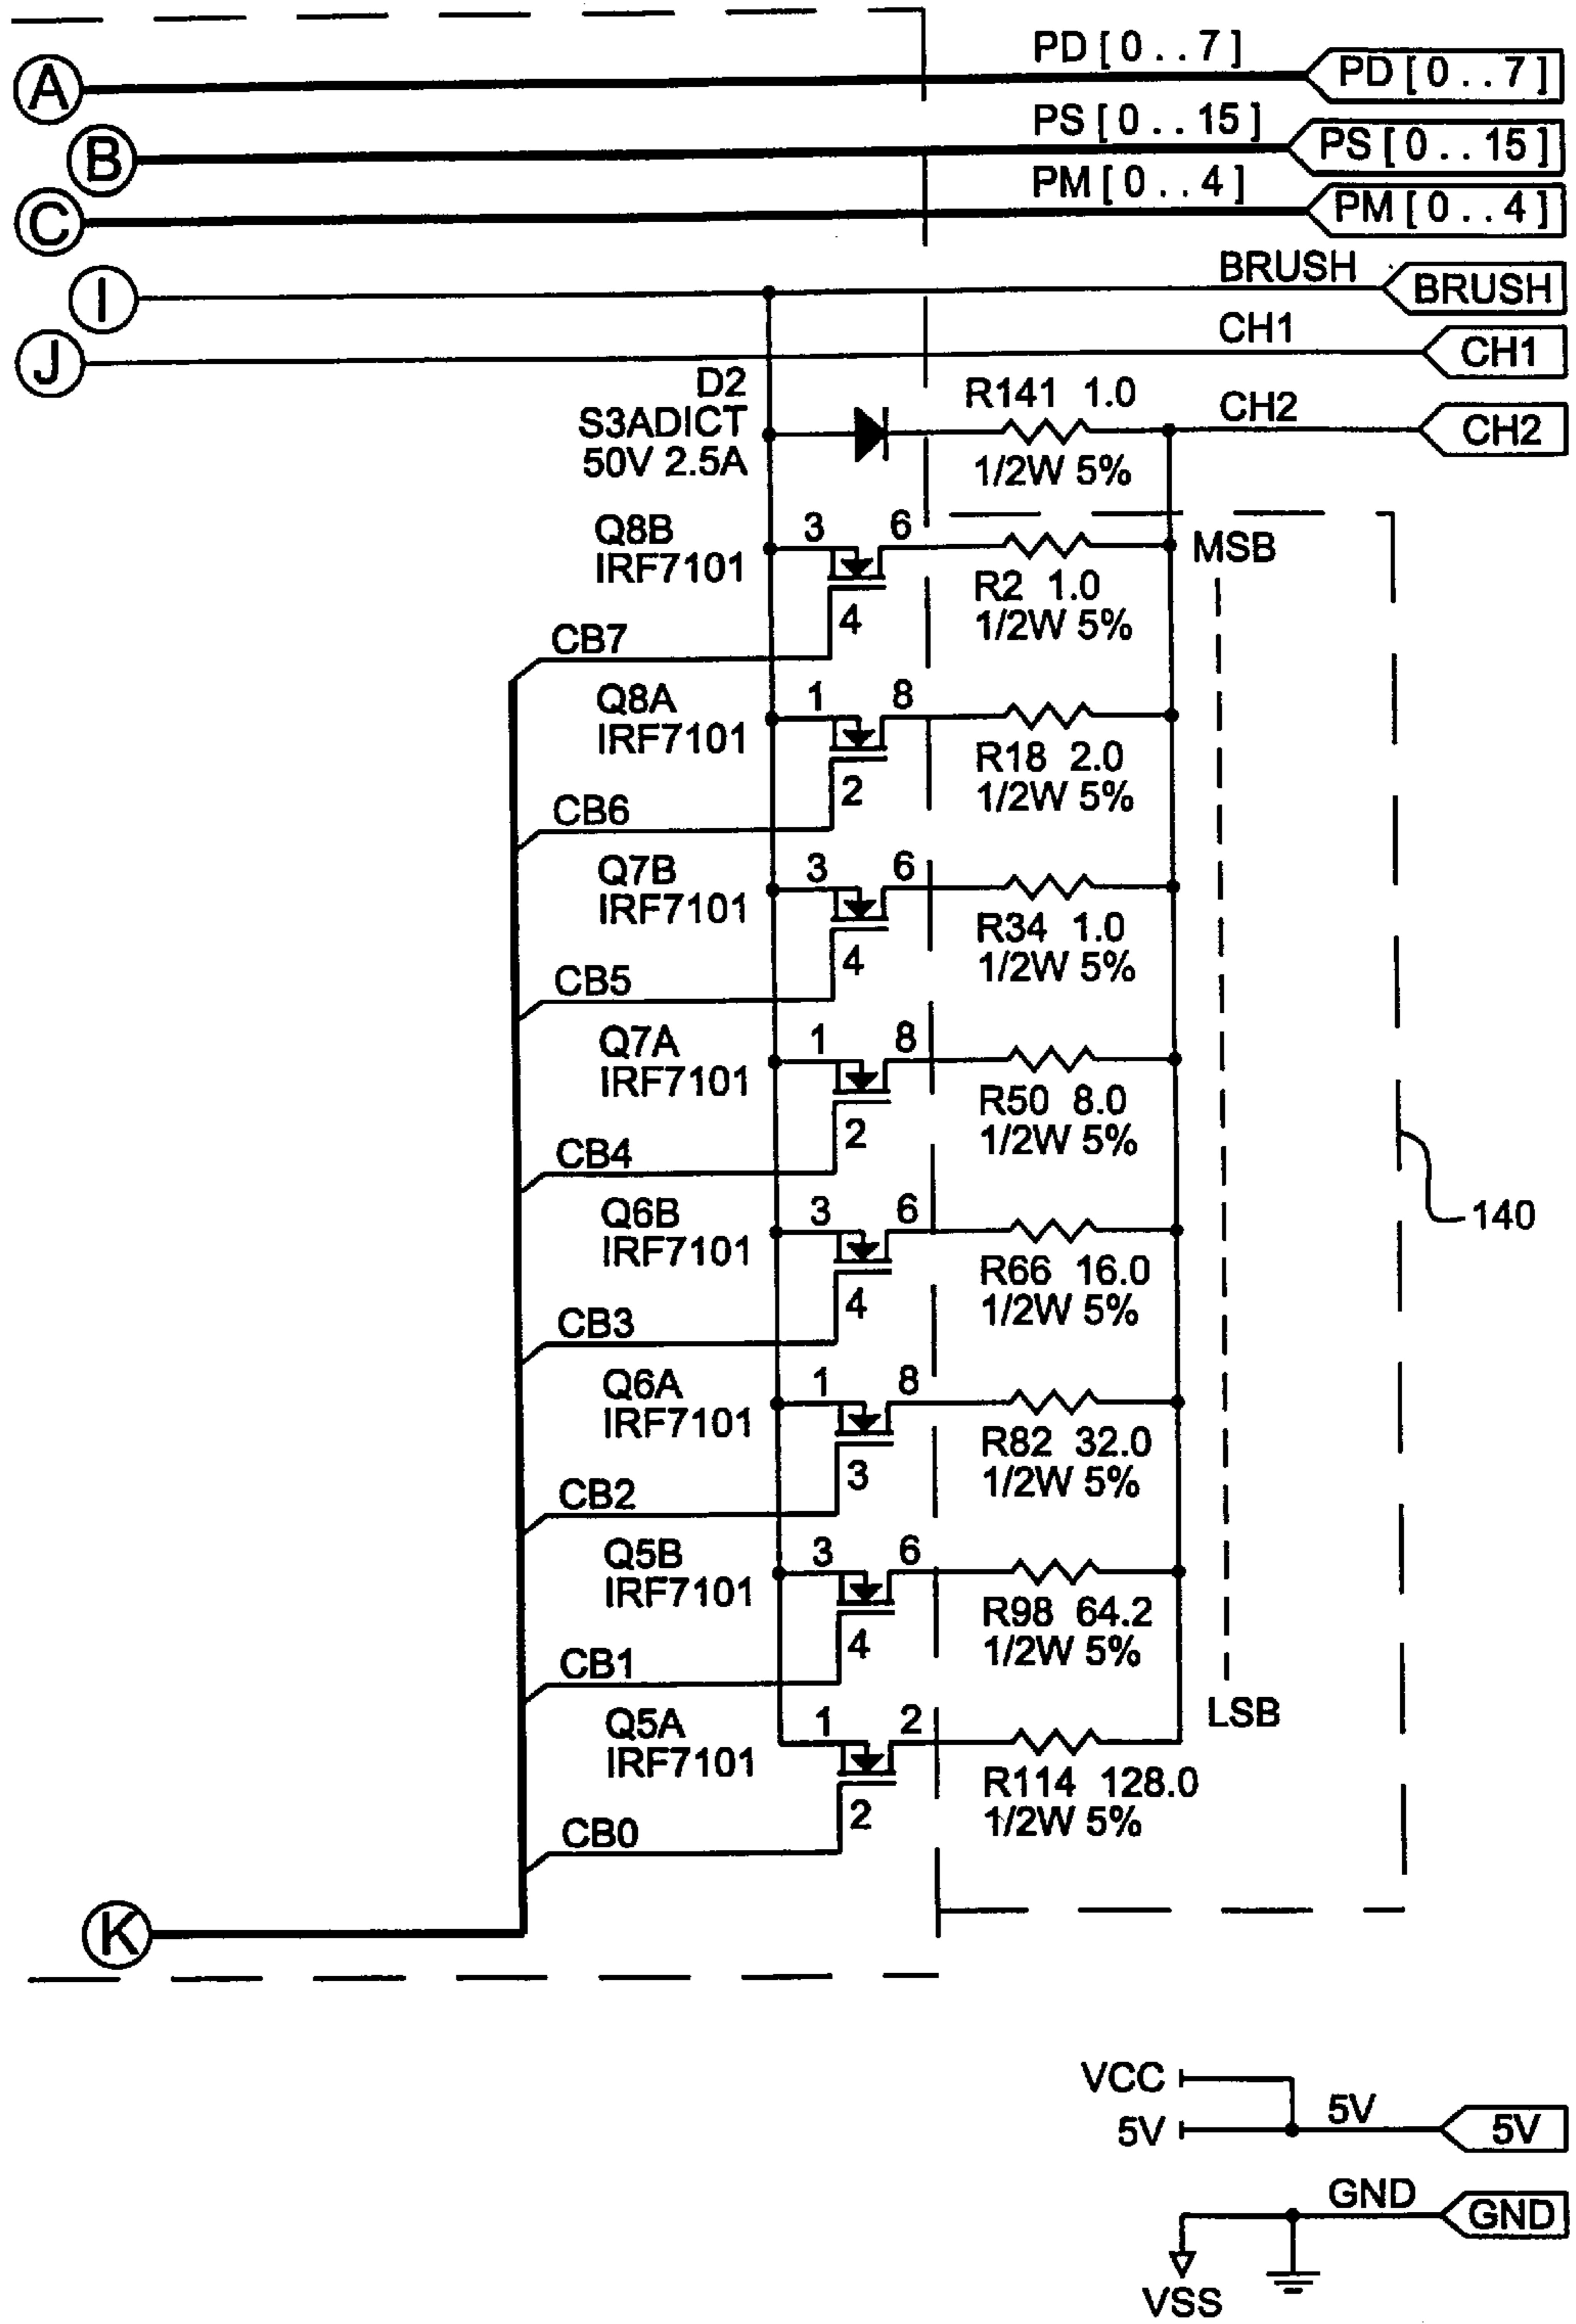 PD [ 0 . . 7 ]
A
PD [ 0 . . 7 ]
PS [ 0 . . 15 ]
B
PS [ 0 . . 15 ]
PM [ 0 . . 4 ]
C
PM [ 0 . . 4 ]
BRUSH
I
BRUSH
CH1
J
CH1
D2
S3ADICT
50V 2.5A
R141 1.0
1/2W 5%
CH2
CH2
Q8B
IRF7101
3
6
4
R2 1.0
1/2W 5%
MSB
CB7
Q8A
IRF7101
1
8
2
R18 2.0
1/2W 5%
CB6
Q7B
IRF7101
3
6
4
R34 1.0
1/2W 5%
CB5
Q7A
IRF7101
1
8
2
R50 8.0
1/2W 5%
CB4
140
Q6B
IRF7101
3
6
4
R66 16.0
1/2W 5%
CB3
Q6A
IRF7101
1
8
3
R82 32.0
1/2W 5%
CB2
Q5B
IRF7101
3
6
4
R98 64.2
1/2W 5%
CB1
LSB
Q5A
IRF7101
1
2
2
R114 128.0
1/2W 5%
CB0
K
VCC
5V
5V
5V
GND
GND
VSS